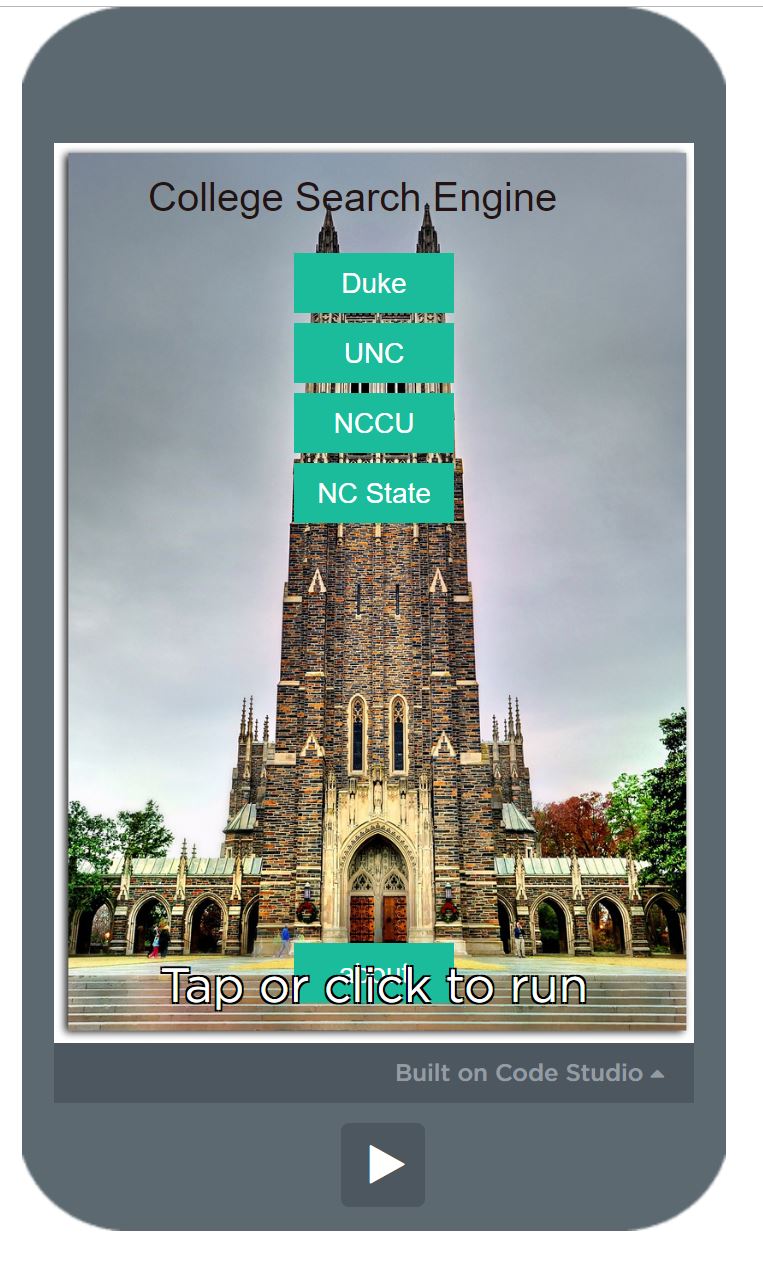 College Search Engine
Duke
UNC
NCCU
NC State
about
Tap or click to run
Built on Code Studio